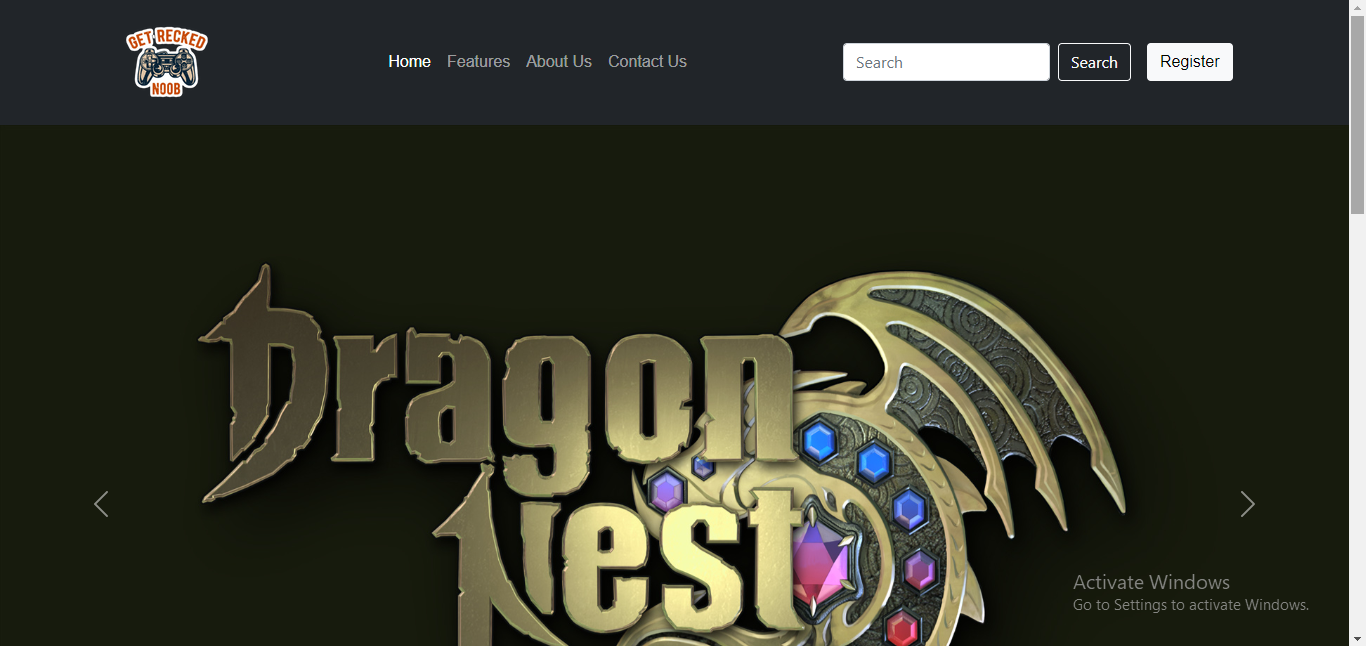 GET RECKED
NOOB
Home Features About Us Contact Us
Search
Search
Register
Dragon
Nest
Activate Windows
Go to Settings to activate Windows.